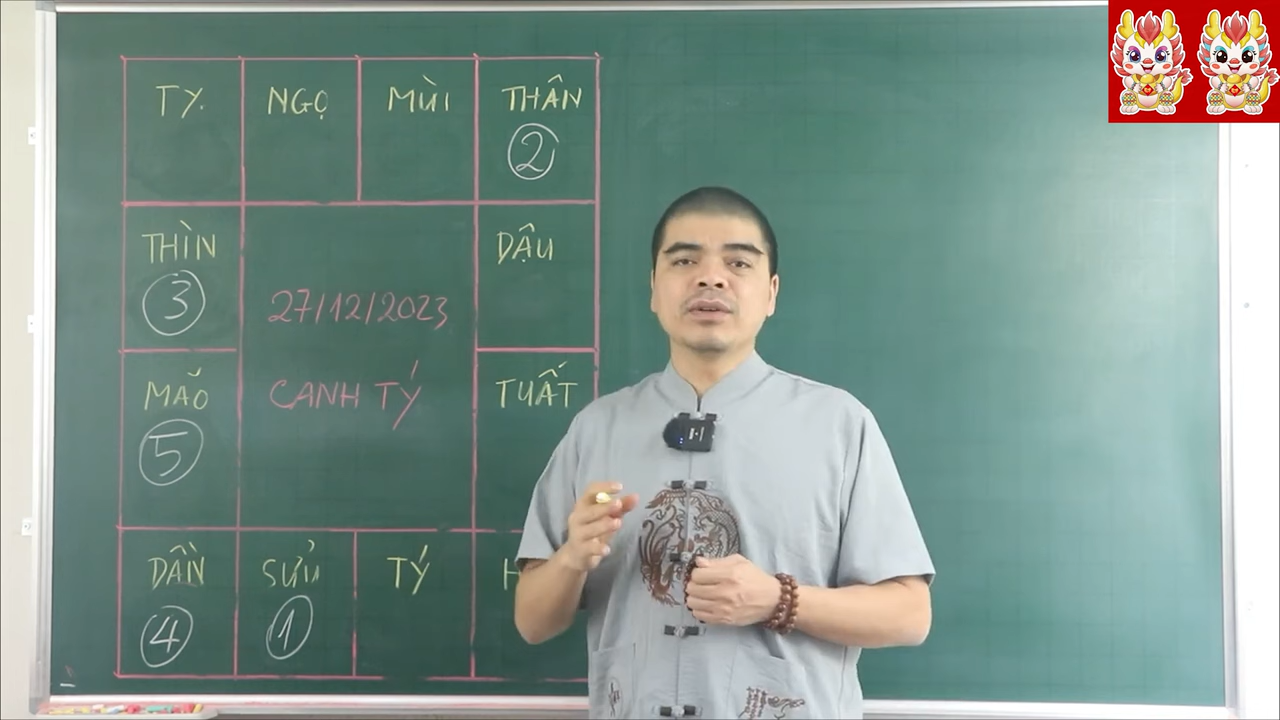 TỴ
NGỌ
MÙI
THÂN
2
THÌN
3
DẬU
27/12/2023
CANH TÝ
MÃO
5
TUẤT
DẦN
4
SỬU
1
TÝ
H